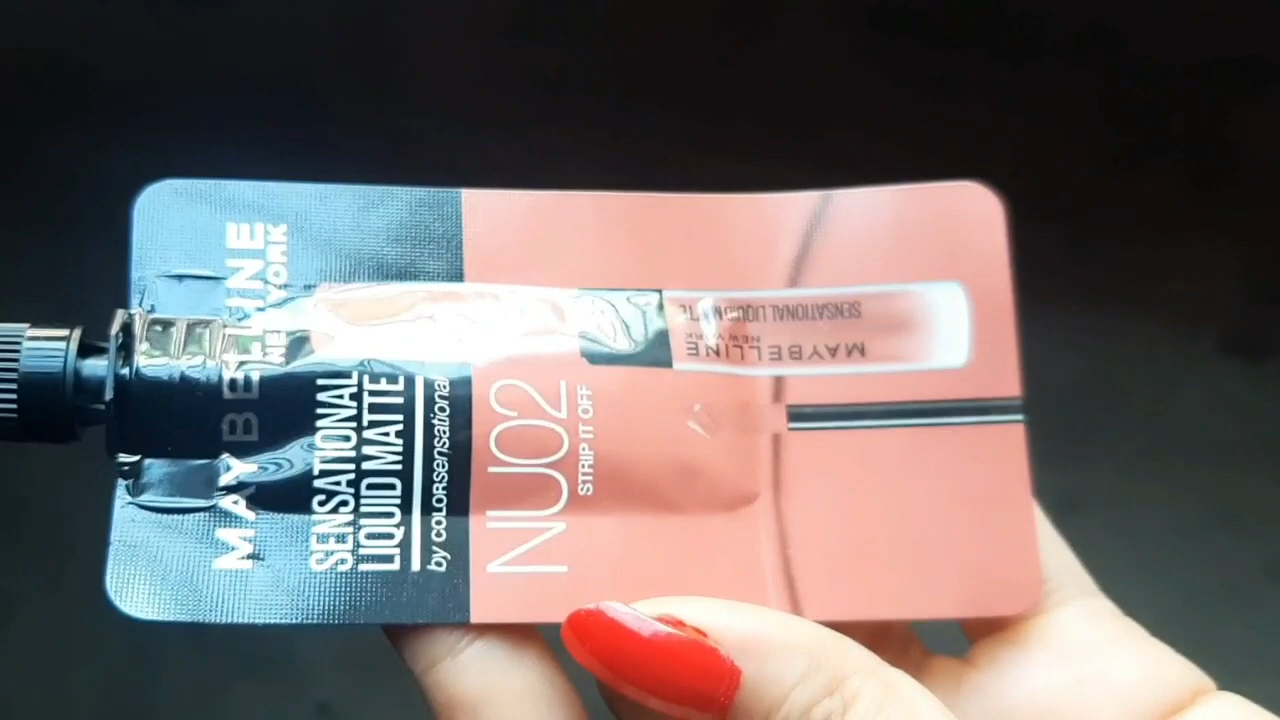 MAYBELLINE
NEW YORK
SENSATIONAL
LIQUID MATTE
by COLORsensational
NU02
STRIP IT OFF
MAYBELLINE
NEW YORK
SENSATIONAL LIQUID MATTE